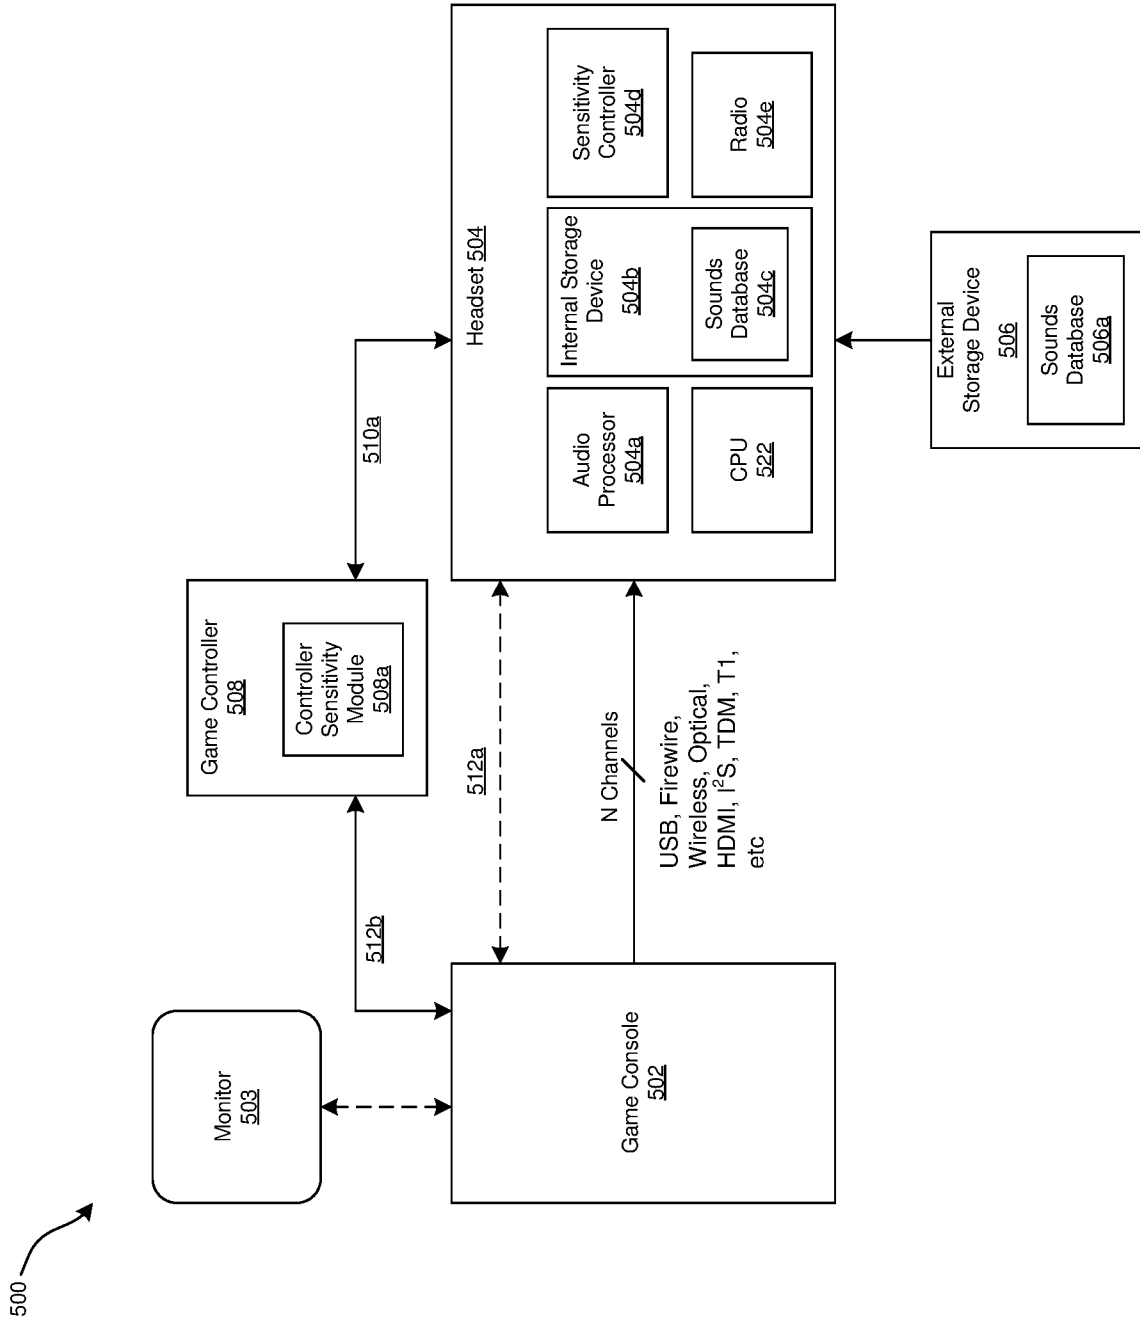 500
Monitor
503
Game Console
502
512b
Game Controller
508
Controller
Sensitivity
Module
508a
510a
512a
N Channels
USB, Firewire,
Wireless, Optical,
HDMI, I²S, TDM, T1,
etc
Headset 504
Audio
Processor
504a
CPU
522
Internal Storage
Device
504b
Sounds
Database
504c
Sensitivity
Controller
504d
Radio
504e
External
Storage Device
506
Sounds
Database
506a